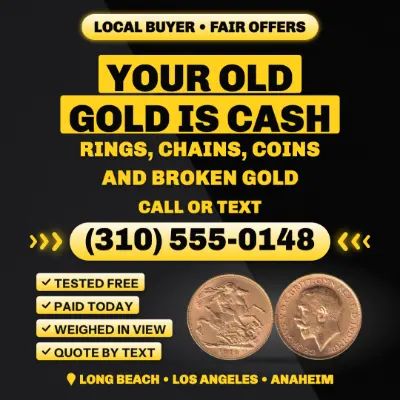 LOCAL BUYER • FAIR OFFERS
YOUR OLD
GOLD IS CASH
RINGS, CHAINS, COINS
AND BROKEN GOLD
CALL OR TEXT
››› (310) 555-0148 ‹‹‹
✓ TESTED FREE
✓ PAID TODAY
✓ WEIGHED IN VIEW
✓ QUOTE BY TEXT
LONG BEACH • LOS ANGELES • ANAHEIM